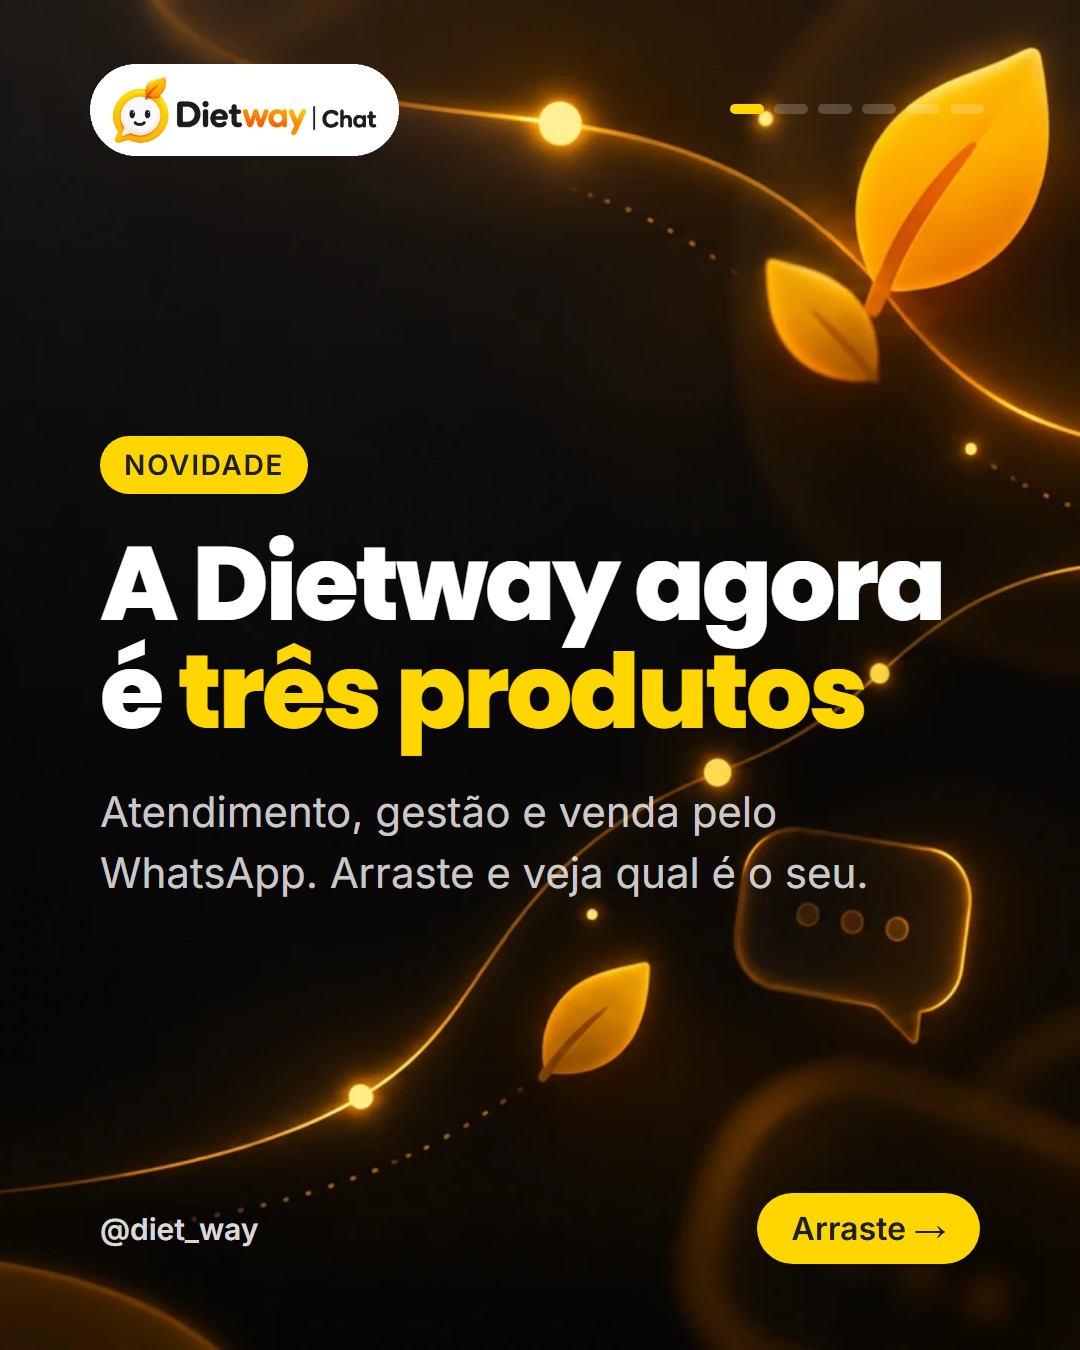 Dietway | Chat
NOVIDADE
A Dietway agora
é três produtos
Atendimento, gestão e venda pelo
WhatsApp. Arraste e veja qual é o seu.
@diet_way
Arraste →